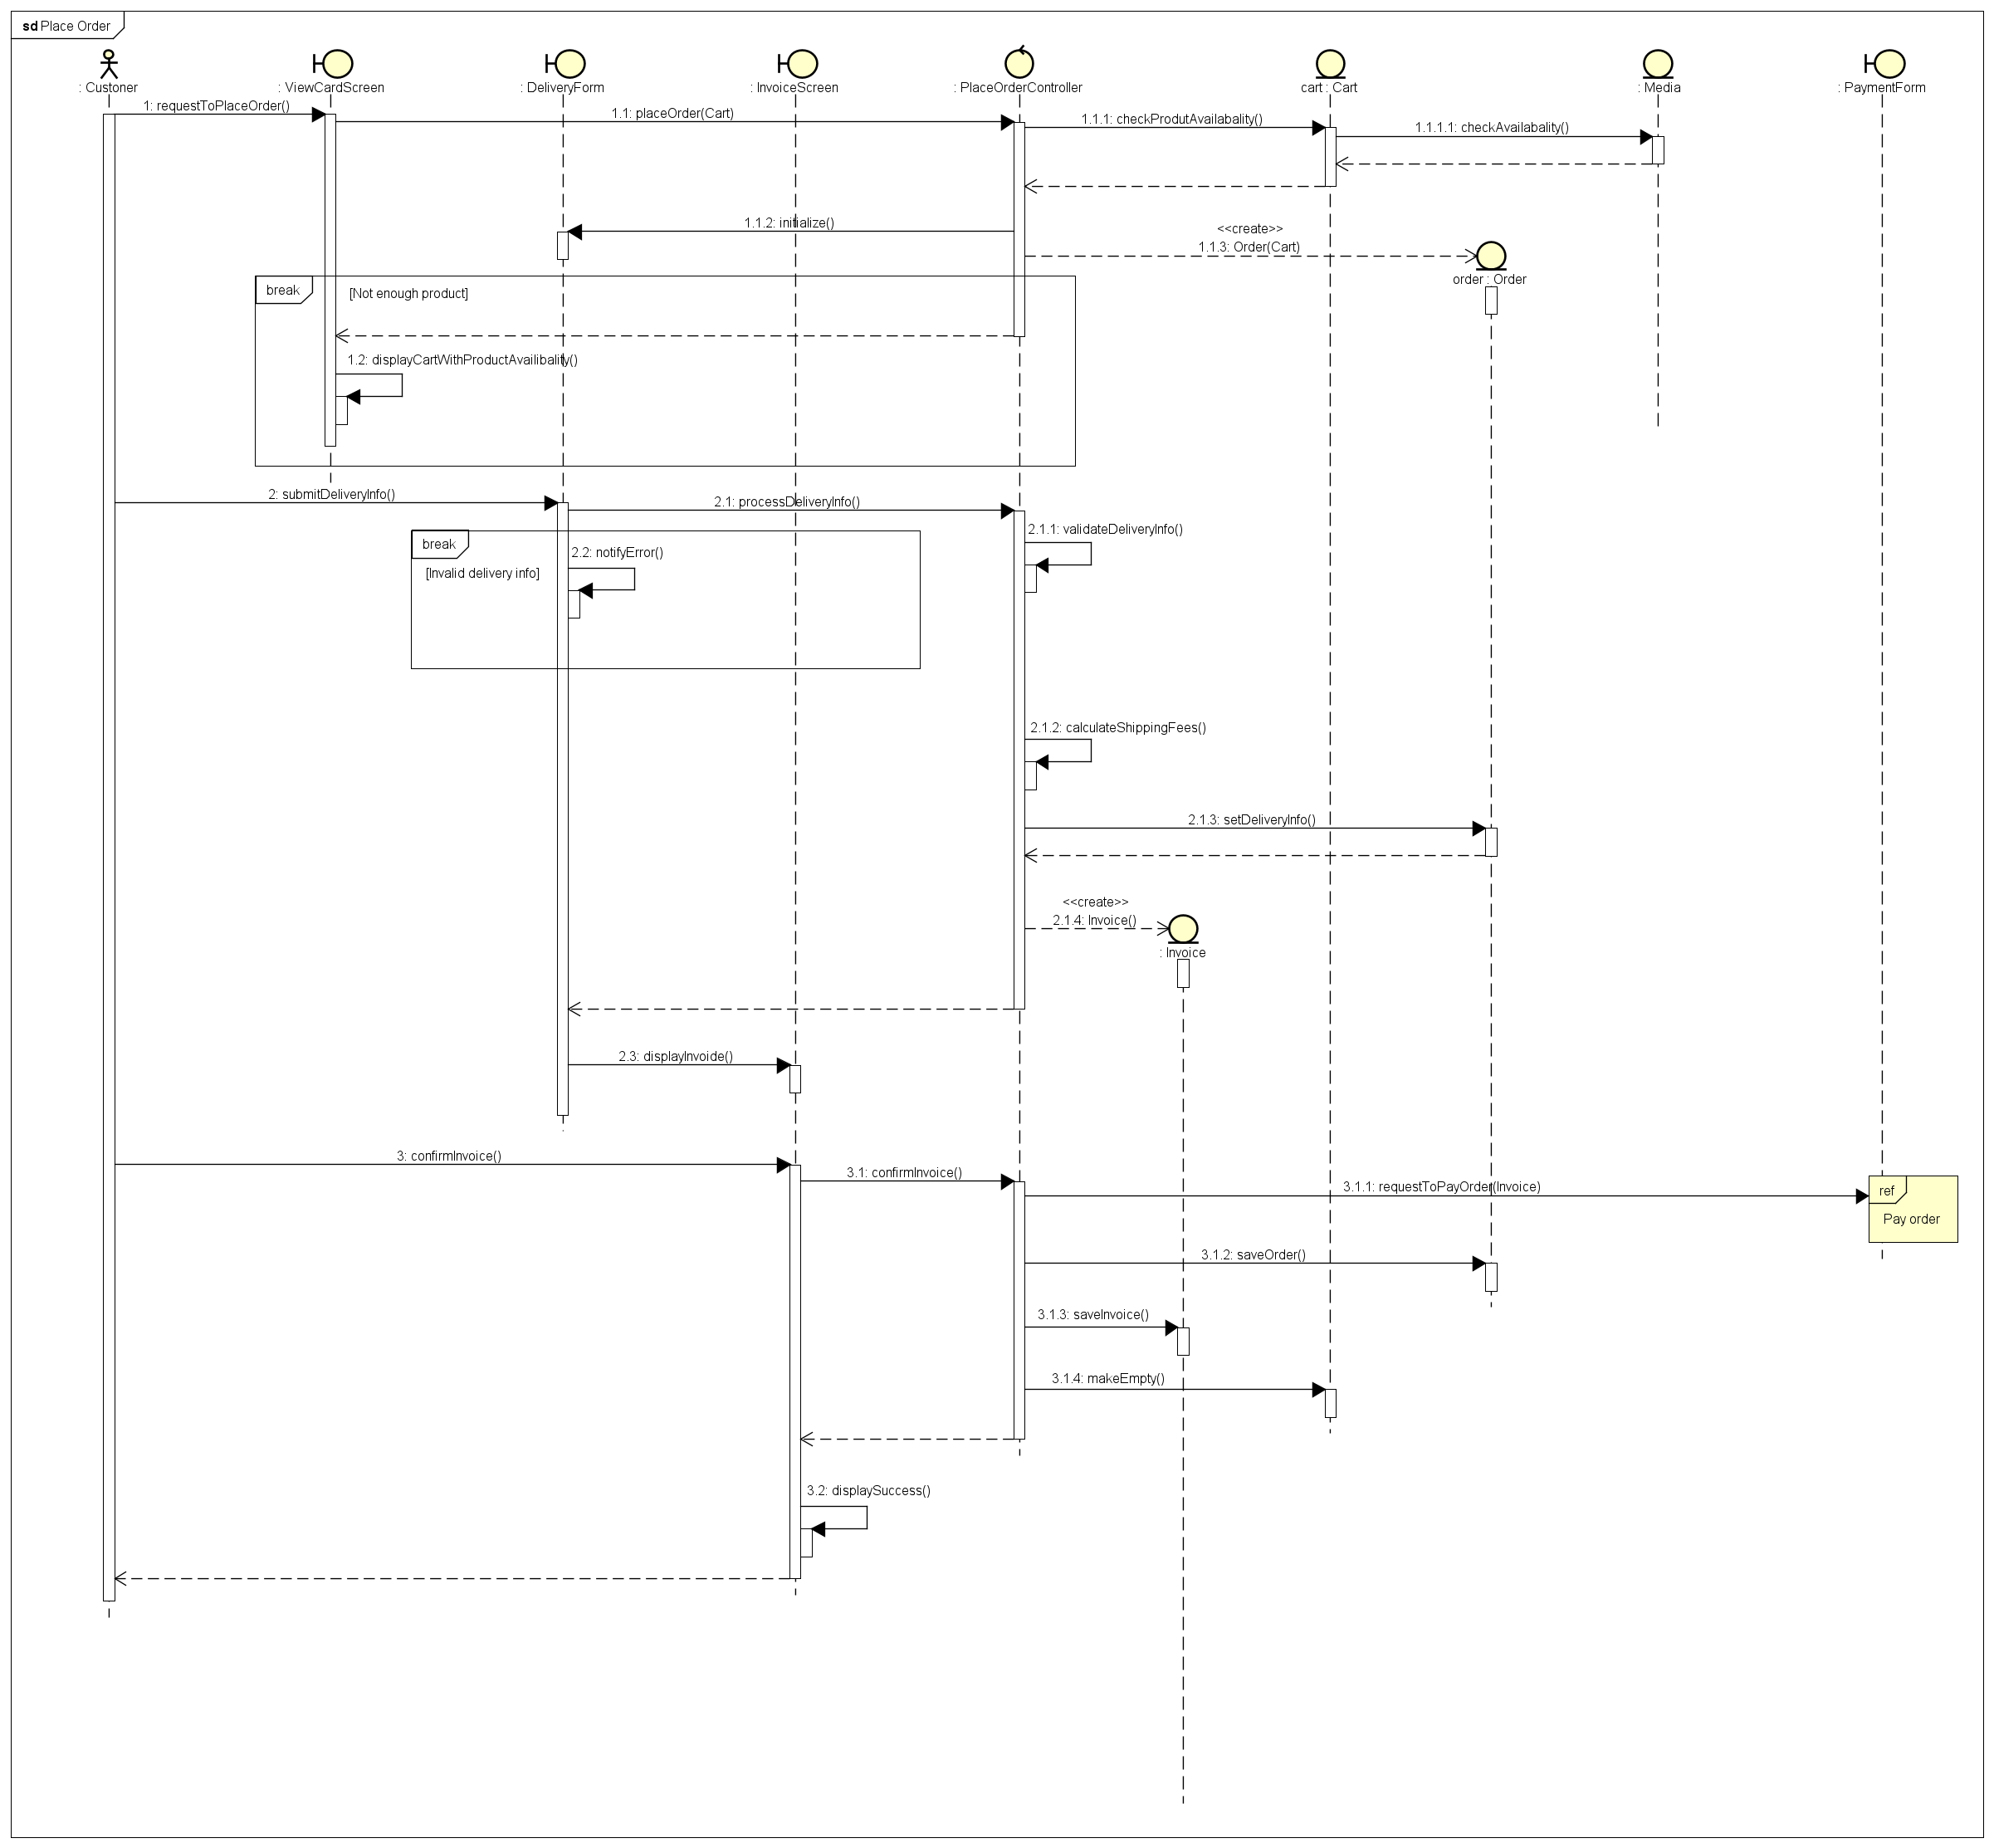 sd Place Order
: Custoner
: ViewCardScreen
: DeliveryForm
: InvoiceScreen
: PlaceOrderController
cart : Cart
: Media
: PaymentForm
1: requestToPlaceOrder()
1.1: placeOrder(Cart)
1.1.1: checkProdutAvailabality()
1.1.1.1: checkAvailabality()
1.1.2: initialize()
<<create>>
1.1.3: Order(Cart)
order : Order
break
[Not enough product]
1.2: displayCartWithProductAvailibality()
2: submitDeliveryInfo()
2.1: processDeliveryInfo()
2.1.1: validateDeliveryInfo()
break
2.2: notifyError()
[Invalid delivery info]
2.1.2: calculateShippingFees()
2.1.3: setDeliveryInfo()
<<create>>
2.1.4: Invoice()
: Invoice
2.3: displayInvoide()
3: confirmInvoice()
3.1: confirmInvoice()
3.1.1: requestToPayOrder(Invoice)
ref
Pay order
3.1.2: saveOrder()
3.1.3: saveInvoice()
3.1.4: makeEmpty()
3.2: displaySuccess()